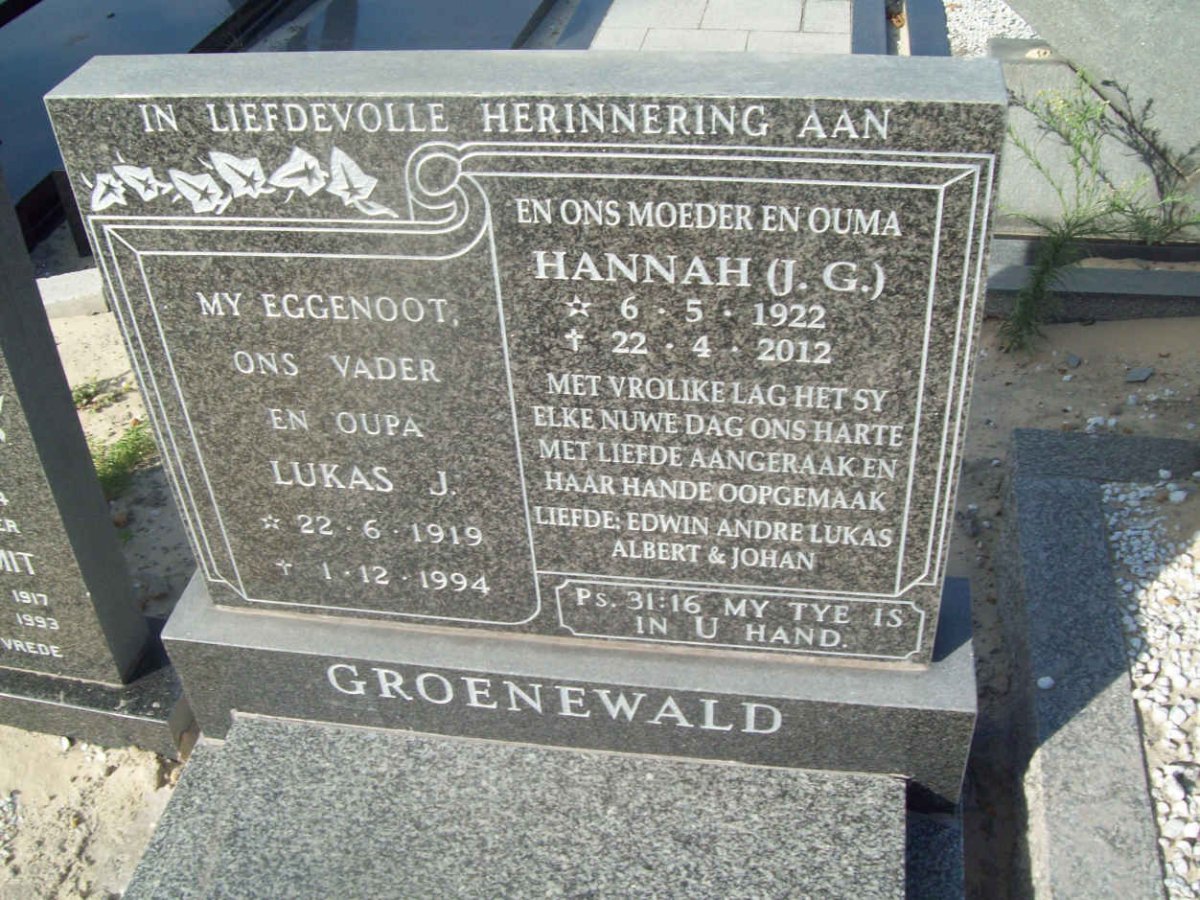 IN LIEFDEVOLLE HERINNERING AAN
MY EGGENOOT,
ONS VADER
EN OUPA
LUKAS J.
☆ 22 · 6 · 1919
† 1 · 12 · 1994
EN ONS MOEDER EN OUMA
HANNAH (J. G.)
☆ 6 · 5 · 1922
† 22 · 4 · 2012
MET VROLIKE LAG HET SY
ELKE NUWE DAG ONS HARTE
MET LIEFDE AANGERAAK EN
HAAR HANDE OOPGEMAAK
LIEFDE: EDWIN ANDRE LUKAS
ALBERT & JOHAN
PS. 31:16 MY TYE IS
IN U HAND.
GROENEWALD
1917
1993
VREDE